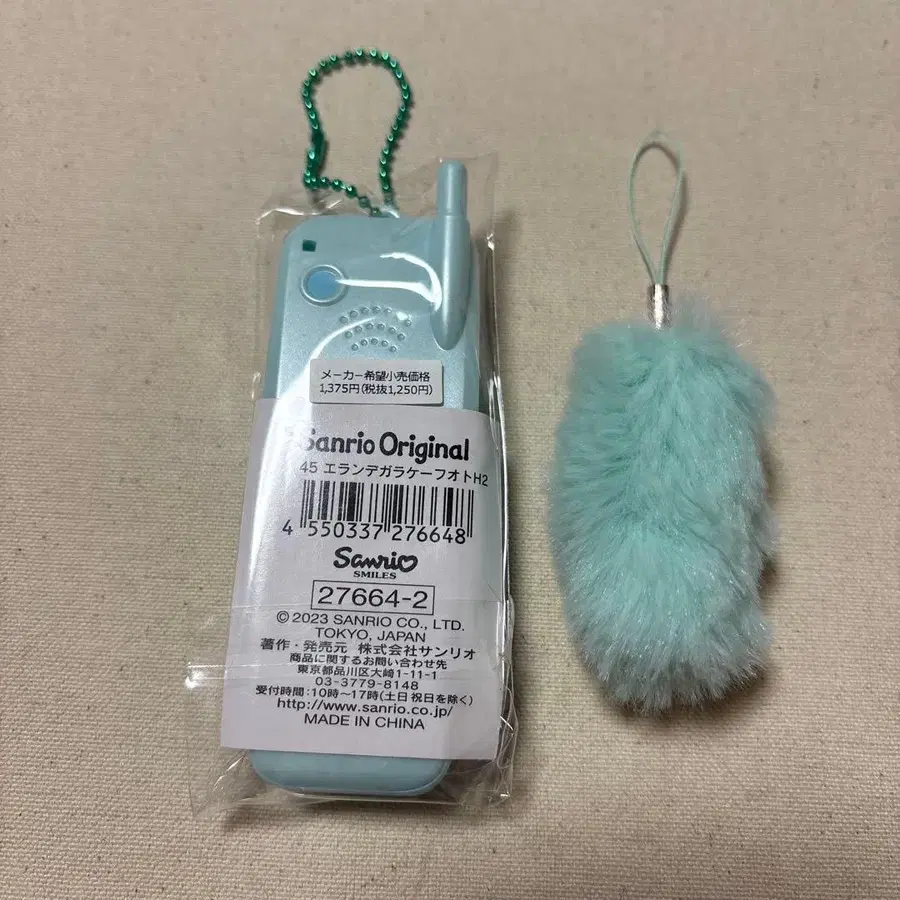 メーカー希望小売価格
1,375円(税抜1,250円)
Sanrio Original
45 エランデガラケーフオトH2
4 550337 276648
Sanrio
SMILES
27664-2
© 2023 SANRIO CO., LTD.
TOKYO, JAPAN
著作・発売元 株式会社サンリオ
商品に関するお問い合わせ先
東京都品川区大崎1-11-1
03-3779-8148
受付時間:10時〜17時(土日祝日を除く)
http://www.sanrio.co.jp/
MADE IN CHINA